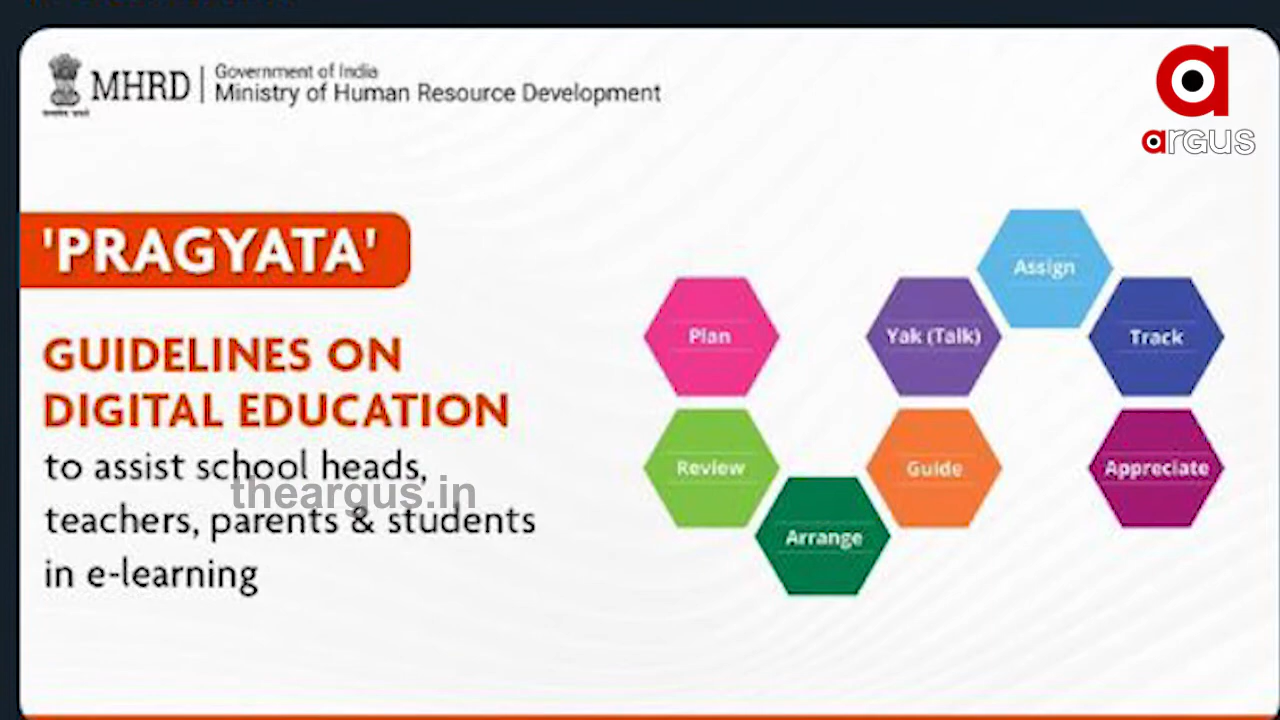 MHRD
Government of India
Ministry of Human Resource Development
argus
'PRAGYATA'
GUIDELINES ON
DIGITAL EDUCATION
to assist school heads,
teachers, parents & students
in e-learning
theargus.in
Plan
Review
Arrange
Guide
Yak (Talk)
Assign
Track
Appreciate